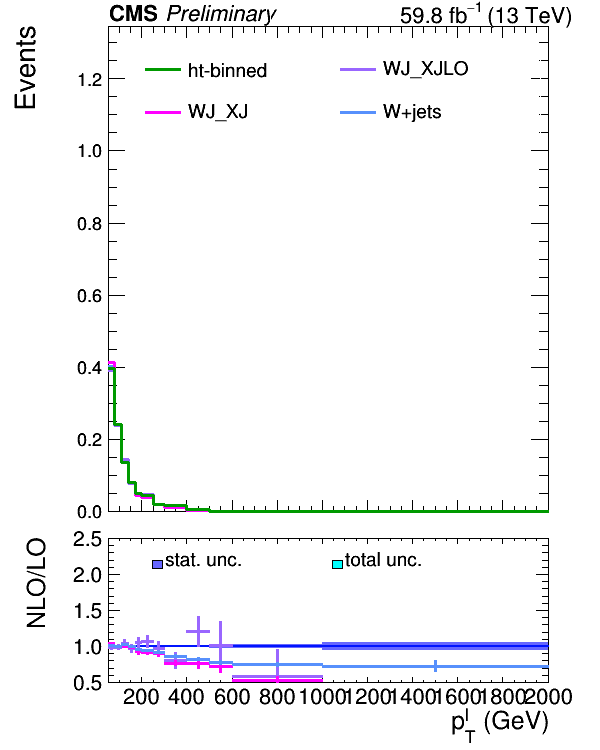 CMS Preliminary 59.8 fb⁻¹ (13 TeV)
Events
ht-binned WJ_XJLO
WJ_XJ W+jets
1.2
1.0
0.8
0.6
0.4
0.2
0.0
NLO/LO
2.5
stat. unc. total unc.
2.0
1.5
1.0
0.5
200 400 600 800 1000 1200 1400 1600 1800 2000
p_T^l (GeV)